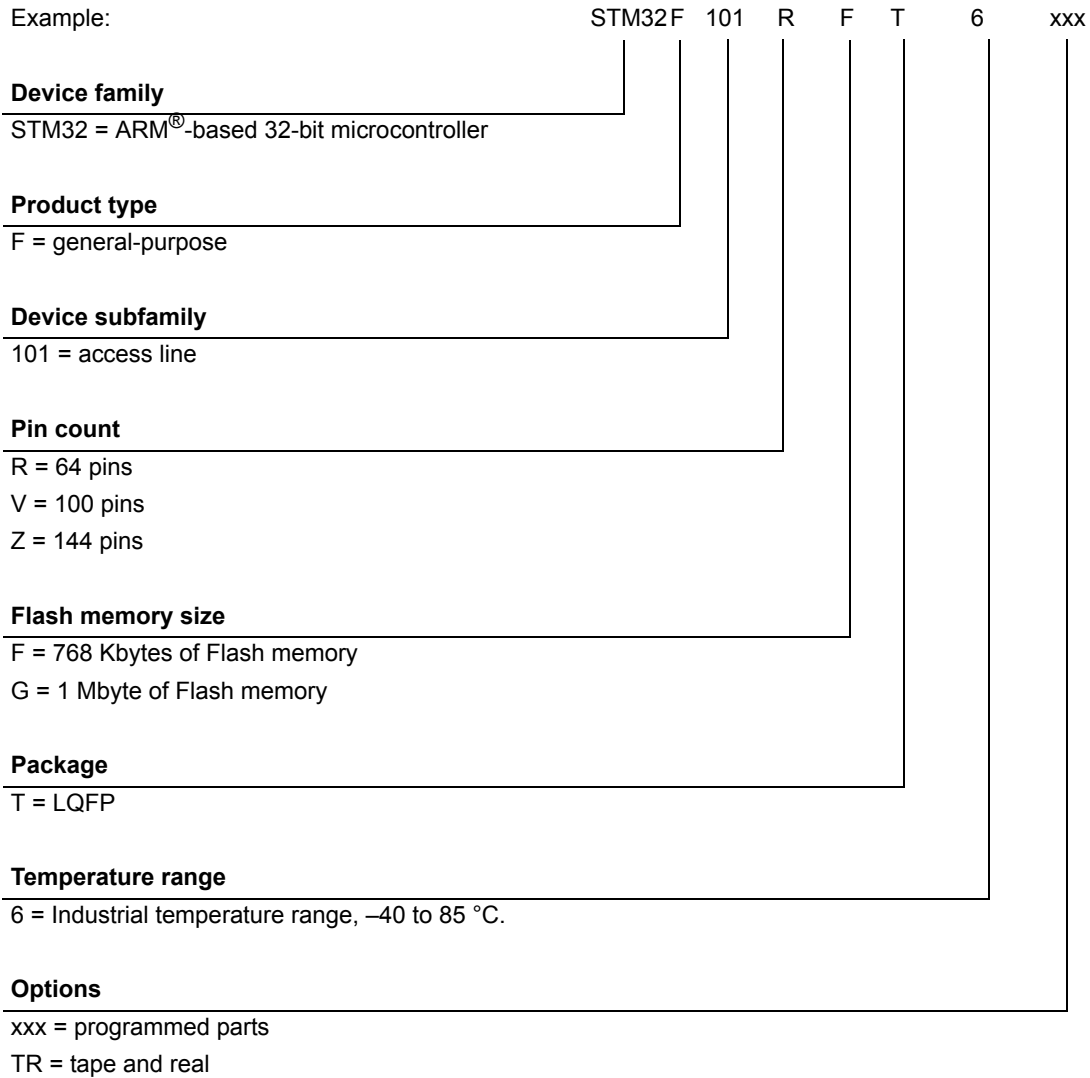 Example: STM32 F 101 R F T 6 xxx
Device family
STM32 = ARM®-based 32-bit microcontroller
Product type
F = general-purpose
Device subfamily
101 = access line
Pin count
R = 64 pins
V = 100 pins
Z = 144 pins
Flash memory size
F = 768 Kbytes of Flash memory
G = 1 Mbyte of Flash memory
Package
T = LQFP
Temperature range
6 = Industrial temperature range, –40 to 85 °C.
Options
xxx = programmed parts
TR = tape and real